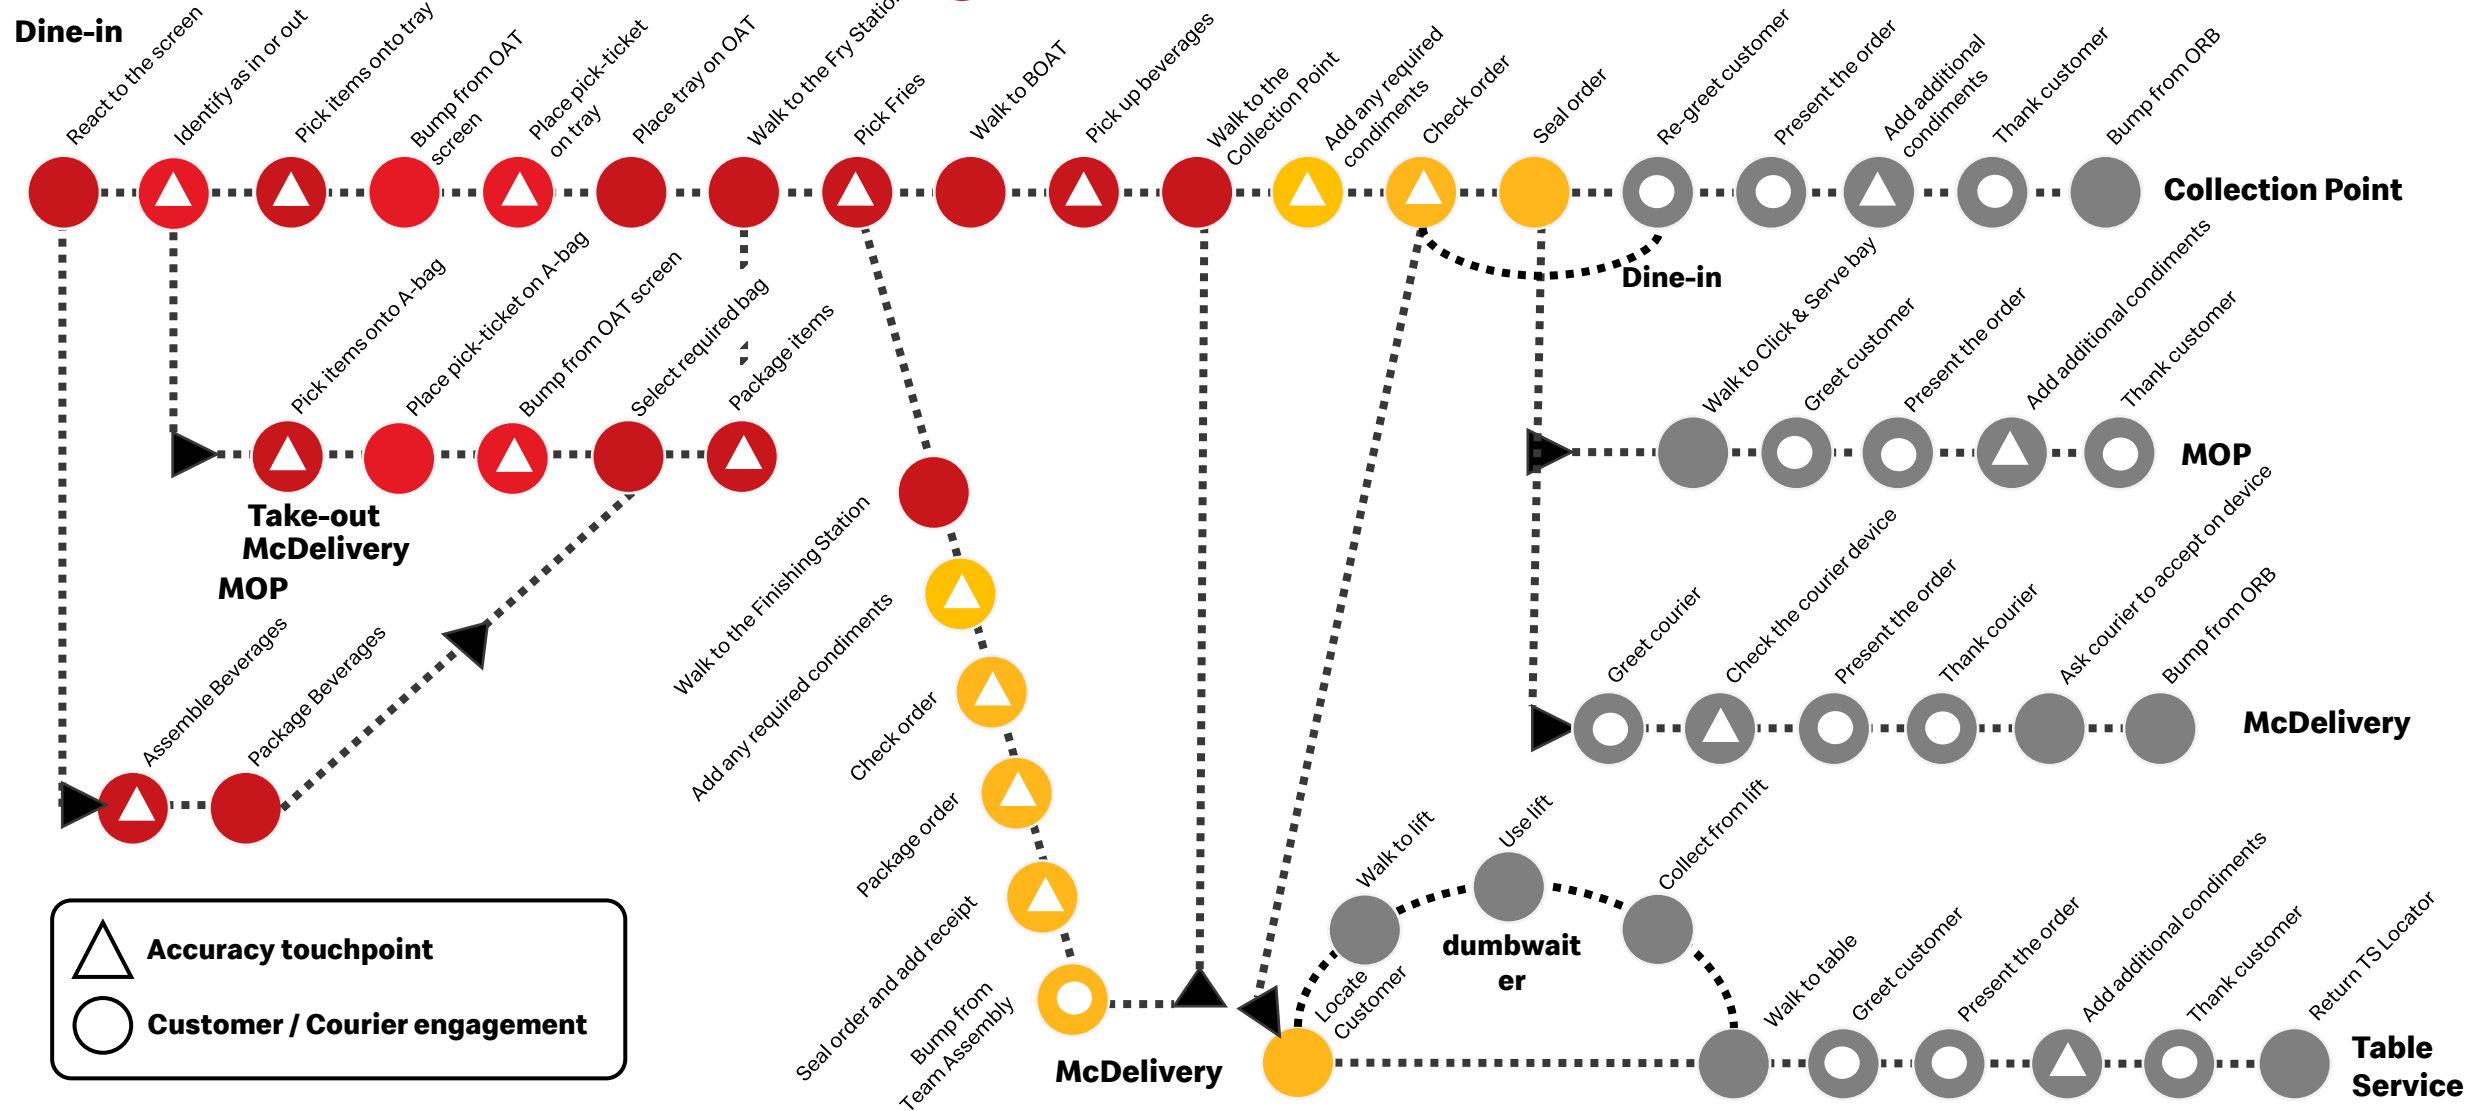 Dine-in
React to the screen
Identify as in or out
Pick items onto tray
Bump from OAT
screen
Place pick-ticket
on tray
Place tray on OAT
Walk to the Fry Station
Pick Fries
Walk to BOAT
Pick up beverages
Walk to the
Collection Point
Add any required
condiments
Check order
Seal order
Re-greet customer
Present the order
Add additional
condiments
Thank customer
Bump from ORB
Collection Point
Dine-in
Pick items onto A-bag
Place pick-ticket on A-bag
Bump from OAT screen
Select required bag
Package items
Take-out
McDelivery
MOP
Walk to Click & Serve bay
Greet customer
Present the order
Add additional condiments
Thank customer
MOP
Assemble Beverages
Package Beverages
Walk to the Finishing Station
Add any required condiments
Check order
Package order
Seal order and add receipt
Bump from
Team Assembly
McDelivery
Greet courier
Check the courier device
Present the order
Thank courier
Ask courier to accept on device
Bump from ORB
McDelivery
Locate
Customer
Walk to lift
Use lift
Collect from lift
dumbwait
er
Walk to table
Greet customer
Present the order
Add additional condiments
Thank customer
Return TS Locator
Table
Service
Accuracy touchpoint
Customer / Courier engagement